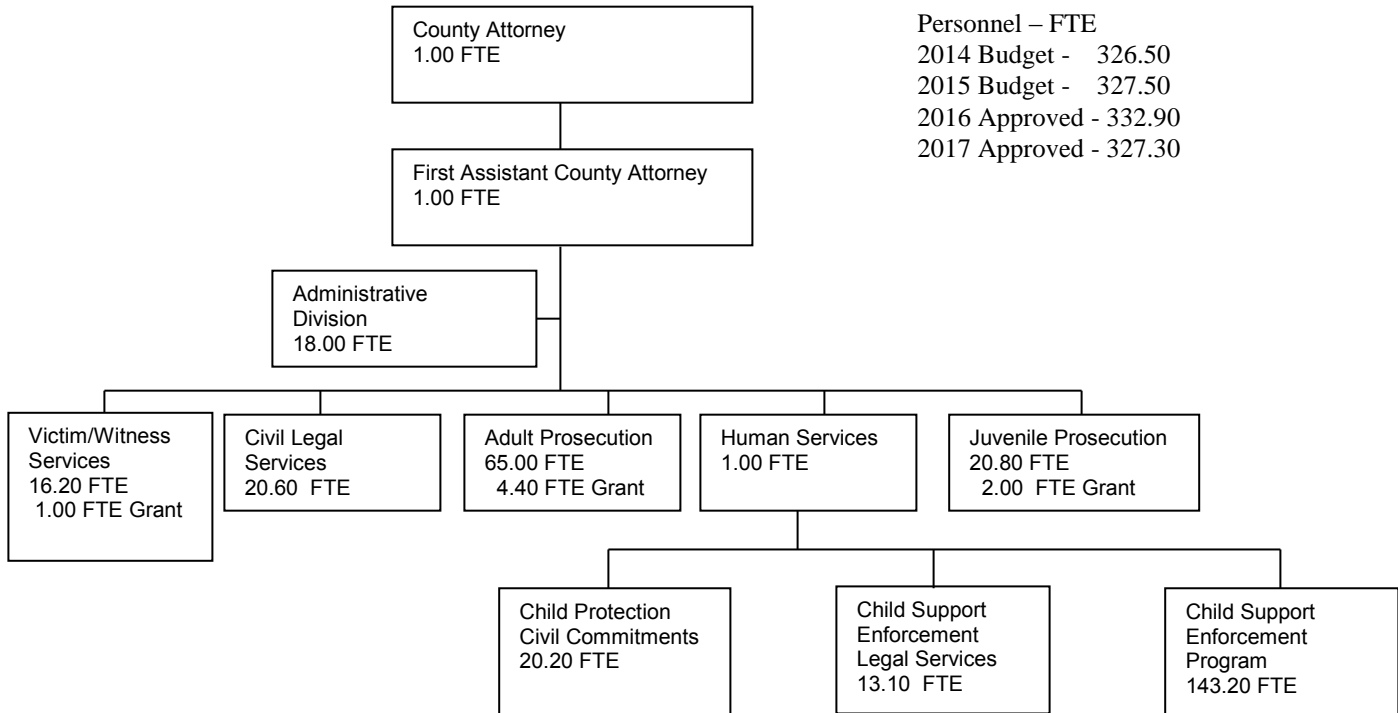 County Attorney
1.00 FTE
Personnel – FTE
2014 Budget - 326.50
2015 Budget - 327.50
2016 Approved - 332.90
2017 Approved - 327.30
First Assistant County Attorney
1.00 FTE
Administrative
Division
18.00 FTE
Victim/Witness
Services
16.20 FTE
1.00 FTE Grant
Civil Legal
Services
20.60 FTE
Adult Prosecution
65.00 FTE
4.40 FTE Grant
Human Services
1.00 FTE
Juvenile Prosecution
20.80 FTE
2.00 FTE Grant
Child Protection
Civil Commitments
20.20 FTE
Child Support
Enforcement
Legal Services
13.10 FTE
Child Support
Enforcement
Program
143.20 FTE